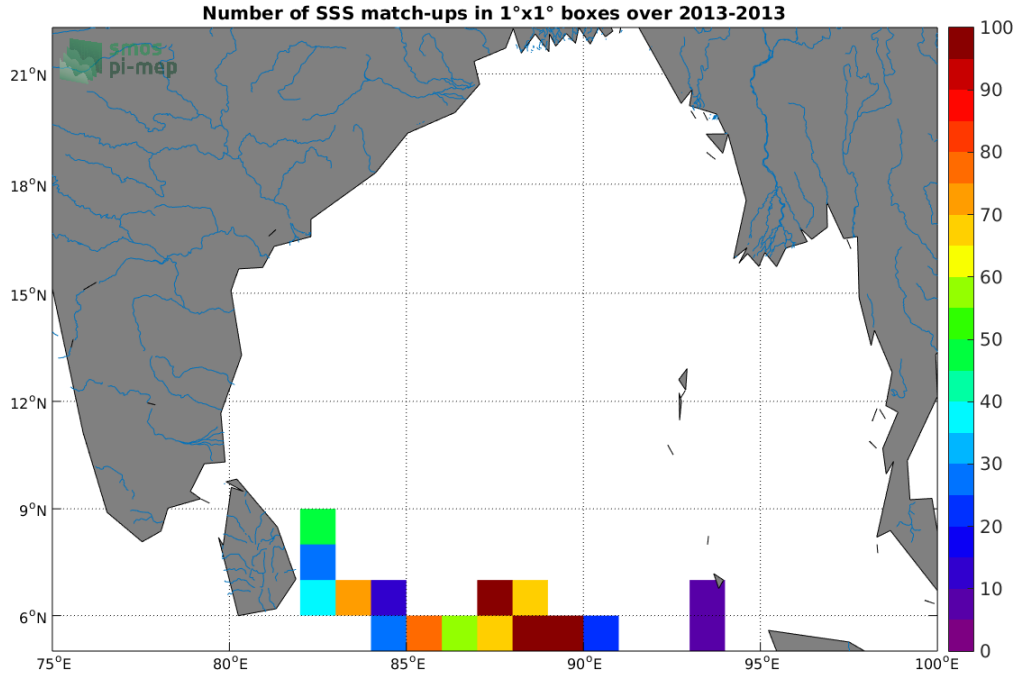 Number of SSS match-ups in 1°x1° boxes over 2013-2013
smos
pi-mep
21°N
18°N
15°N
12°N
9°N
6°N
75°E
80°E
85°E
90°E
95°E
100°E
100
90
80
70
60
50
40
30
20
10
0